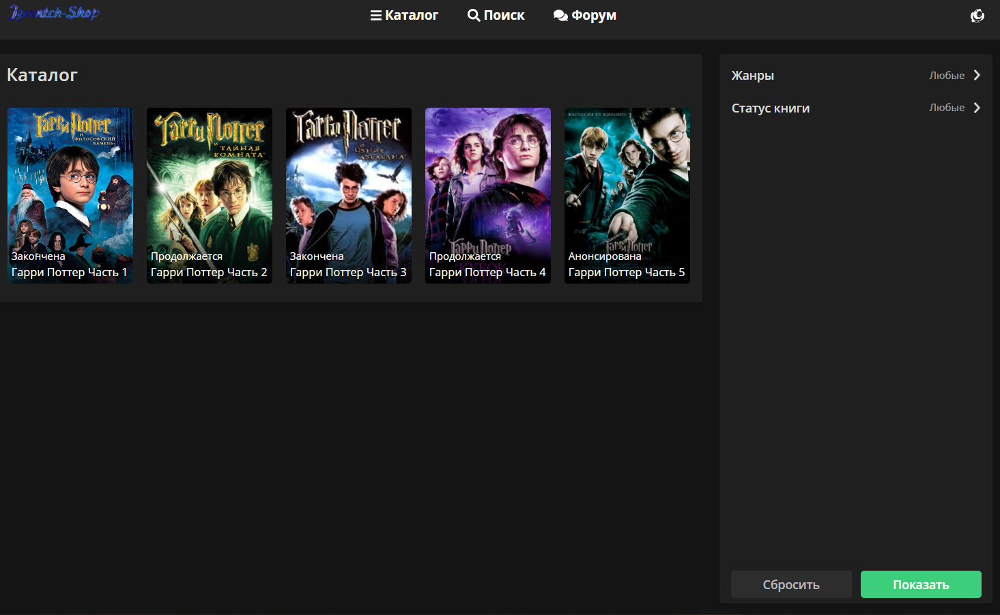 Каталог
Поиск
Форум
Каталог
Гарри Поттер
и
философский
камень
Закончена
Гарри Поттер Часть 1
Гарри Поттер
и
тайная
комната
Продолжается
Гарри Поттер Часть 2
Гарри Поттер
и
узник
Азкабана
Закончена
Гарри Поттер Часть 3
Гарри Поттер
Кубок
огня
Продолжается
Гарри Поттер Часть 4
Гарри Поттер
Анонсирована
Гарри Поттер Часть 5
Жанры
Любые
Статус книги
Любые
Сбросить
Показать